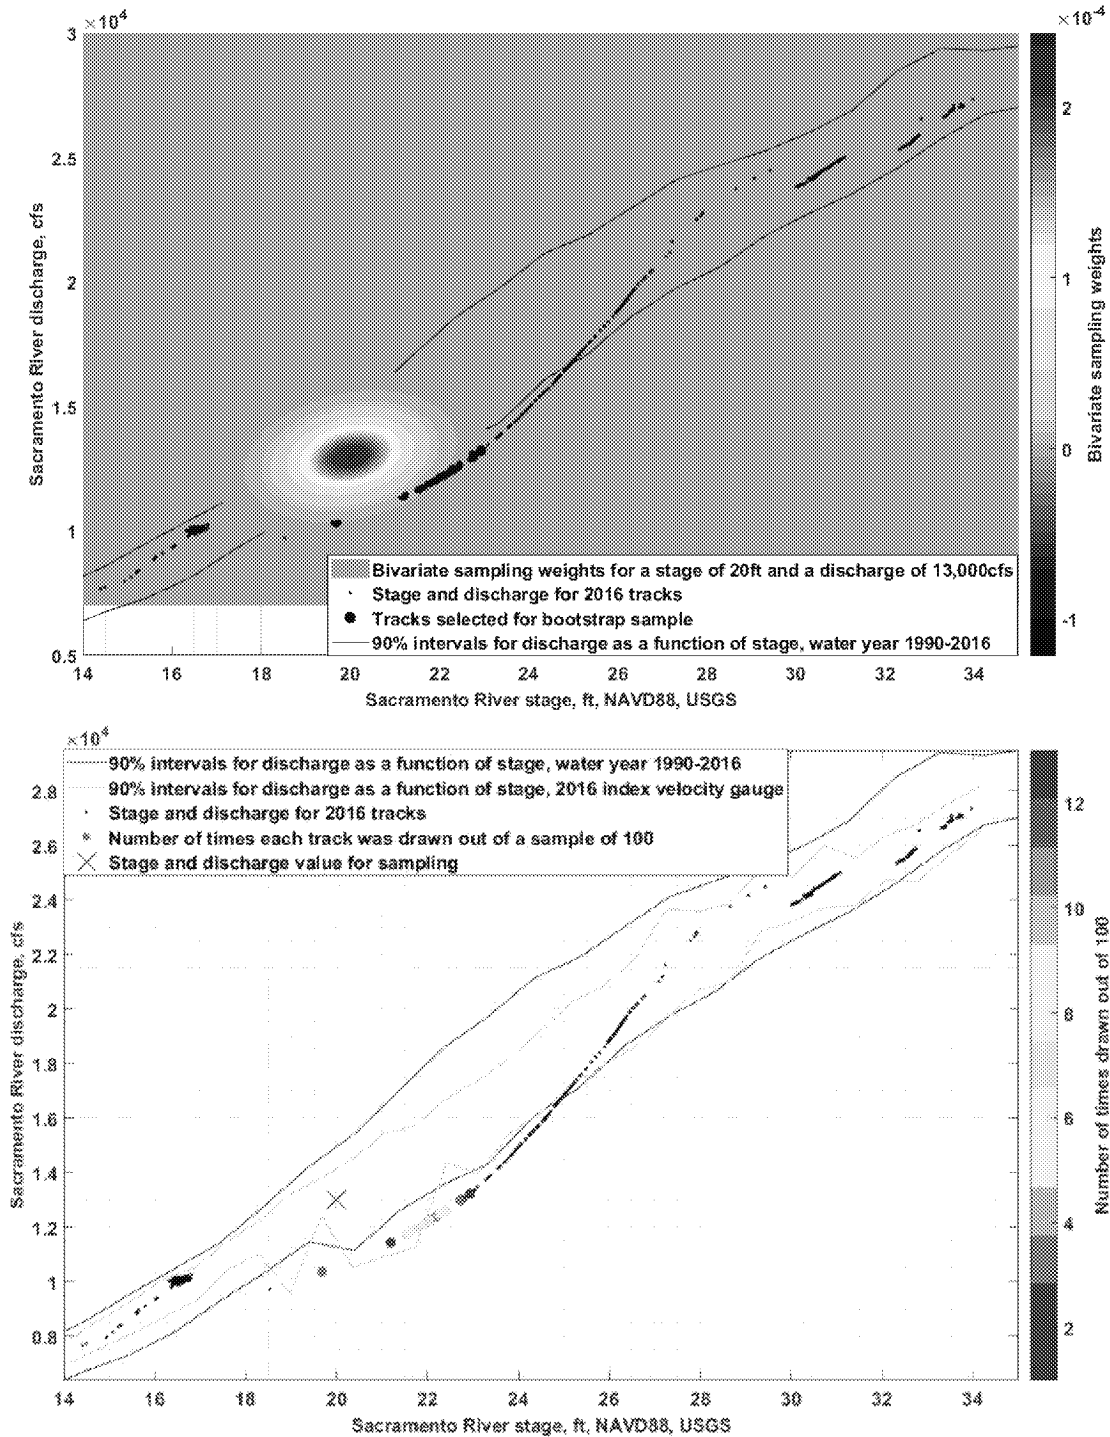 ×10⁴
×10⁻⁴
3
2.5
2
1.5
1
0.5
Sacramento River discharge, cfs
2
1
0
-1
Bivariate sampling weights
Bivariate sampling weights for a stage of 20ft and a discharge of 13,000cfs
Stage and discharge for 2016 tracks
Tracks selected for bootstrap sample
90% intervals for discharge as a function of stage, water year 1990-2016
14 16 18 20 22 24 26 28 30 32 34
Sacramento River stage, ft, NAVD88, USGS
×10⁴
90% intervals for discharge as a function of stage, water year 1990-2016
90% intervals for discharge as a function of stage, 2016 index velocity gauge
Stage and discharge for 2016 tracks
Number of times each track was drawn out of a sample of 100
Stage and discharge value for sampling
2.8
2.6
2.4
2.2
2
1.8
1.6
1.4
1.2
1
0.8
Sacramento River discharge, cfs
12
10
8
6
4
2
Number of times drawn out of 100
14 16 18 20 22 24 26 28 30 32 34
Sacramento River stage, ft, NAVD88, USGS